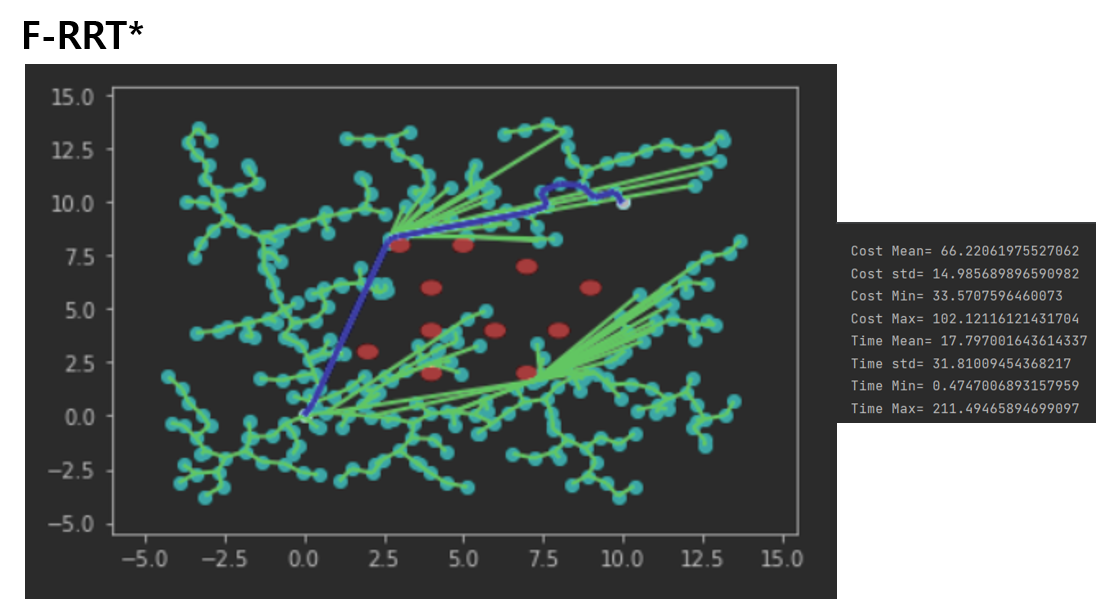 F-RRT*
15.0
12.5
10.0
7.5
5.0
2.5
0.0
−2.5
−5.0
−5.0 −2.5 0.0 2.5 5.0 7.5 10.0 12.5 15.0
Cost Mean= 66.22061975527062
Cost std= 14.985689896590982
Cost Min= 33.5707596460073
Cost Max= 102.12116121431704
Time Mean= 17.797001643614337
Time std= 31.81009454368217
Time Min= 0.4747006893157959
Time Max= 211.49465894699097